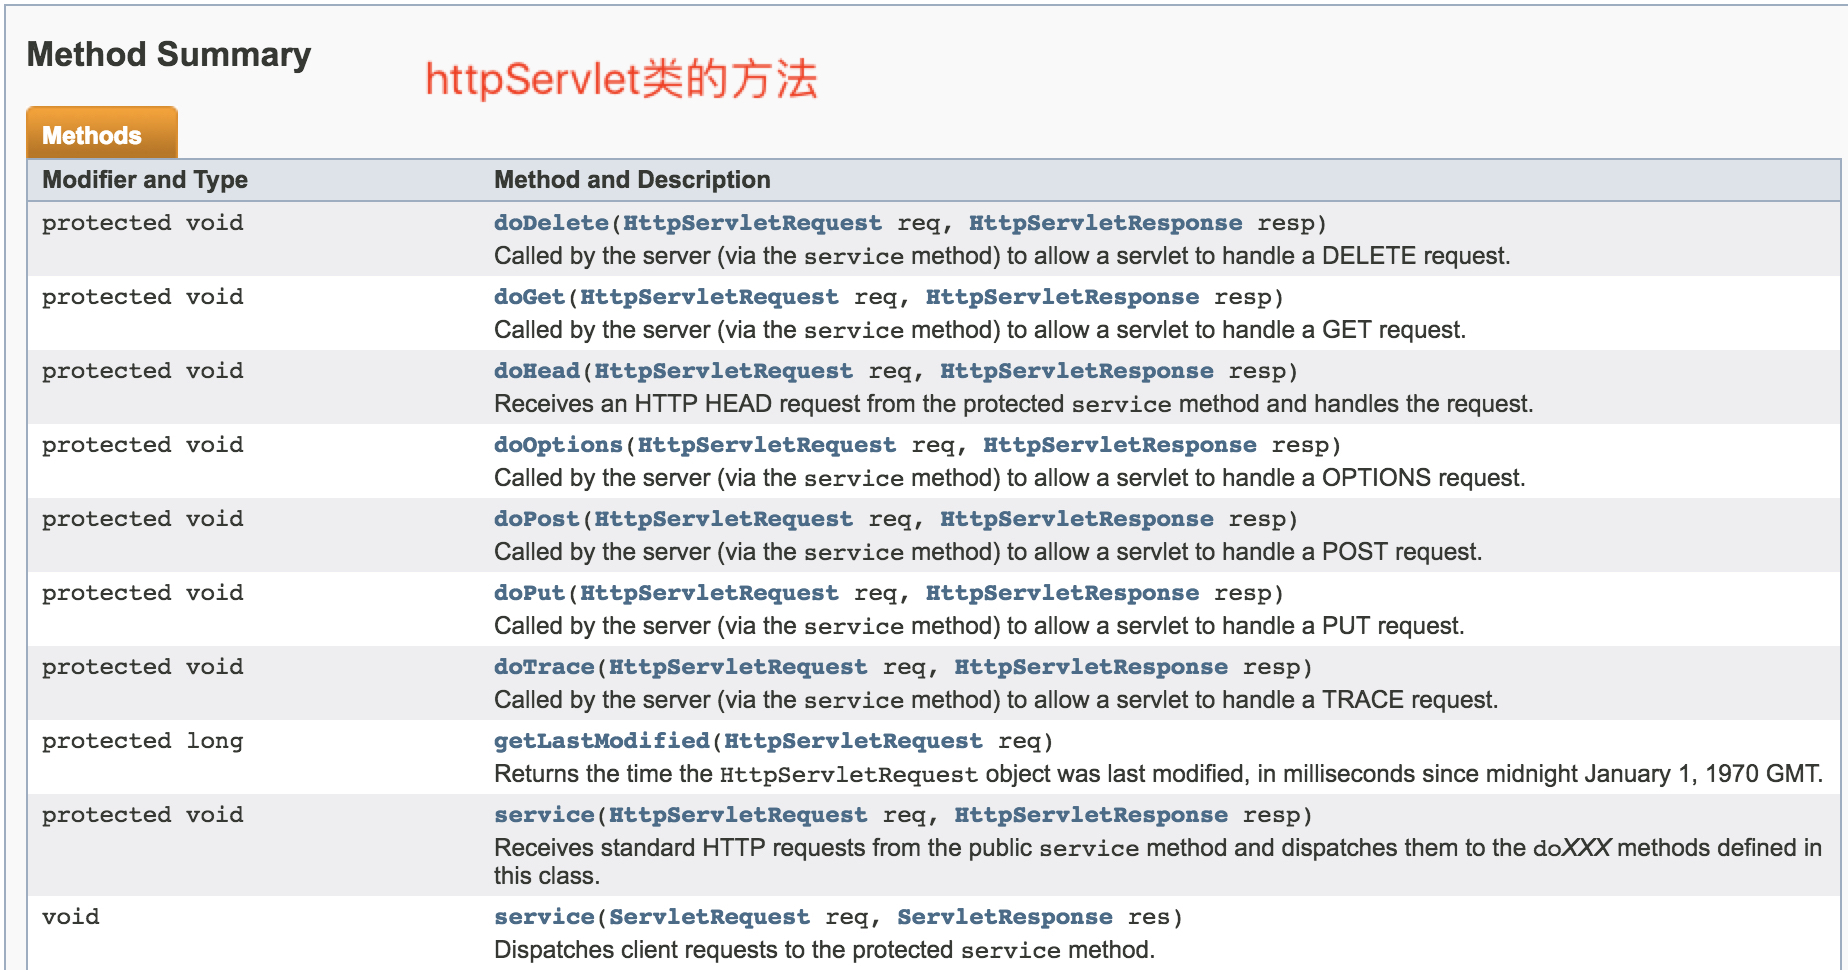 Method Summary
httpServlet类的方法
Methods
Modifier and Type Method and Description
protected void doDelete(HttpServletRequest req, HttpServletResponse resp)
Called by the server (via the service method) to allow a servlet to handle a DELETE request.
protected void doGet(HttpServletRequest req, HttpServletResponse resp)
Called by the server (via the service method) to allow a servlet to handle a GET request.
protected void doHead(HttpServletRequest req, HttpServletResponse resp)
Receives an HTTP HEAD request from the protected service method and handles the request.
protected void doOptions(HttpServletRequest req, HttpServletResponse resp)
Called by the server (via the service method) to allow a servlet to handle a OPTIONS request.
protected void doPost(HttpServletRequest req, HttpServletResponse resp)
Called by the server (via the service method) to allow a servlet to handle a POST request.
protected void doPut(HttpServletRequest req, HttpServletResponse resp)
Called by the server (via the service method) to allow a servlet to handle a PUT request.
protected void doTrace(HttpServletRequest req, HttpServletResponse resp)
Called by the server (via the service method) to allow a servlet to handle a TRACE request.
protected long getLastModified(HttpServletRequest req)
Returns the time the HttpServletRequest object was last modified, in milliseconds since midnight January 1, 1970 GMT.
protected void service(HttpServletRequest req, HttpServletResponse resp)
Receives standard HTTP requests from the public service method and dispatches them to the doXXX methods defined in
this class.
void service(ServletRequest req, ServletResponse res)
Dispatches client requests to the protected service method.